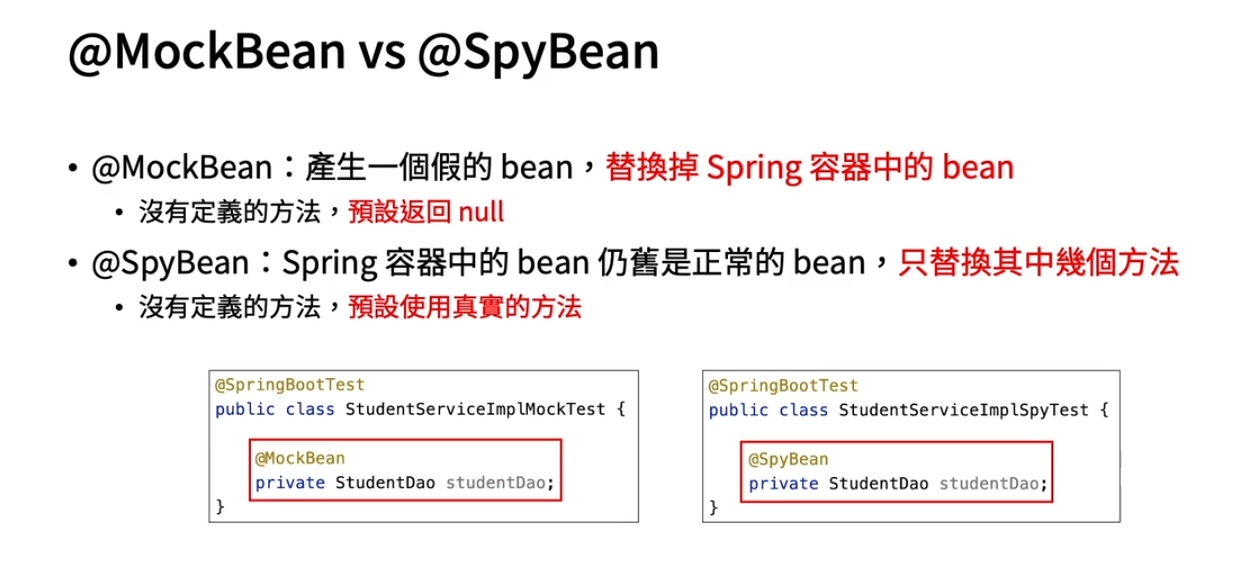 @MockBean vs @SpyBean
• @MockBean：產生一個假的 bean，替換掉 Spring 容器中的 bean
• 沒有定義的方法，預設返回 null
• @SpyBean：Spring 容器中的 bean 仍舊是正常的 bean，只替換其中幾個方法
• 沒有定義的方法，預設使用真實的方法
@SpringBootTest
public class StudentServiceImplMockTest {
@MockBean
private StudentDao studentDao;
}
@SpringBootTest
public class StudentServiceImplSpyTest {
@SpyBean
private StudentDao studentDao;
}